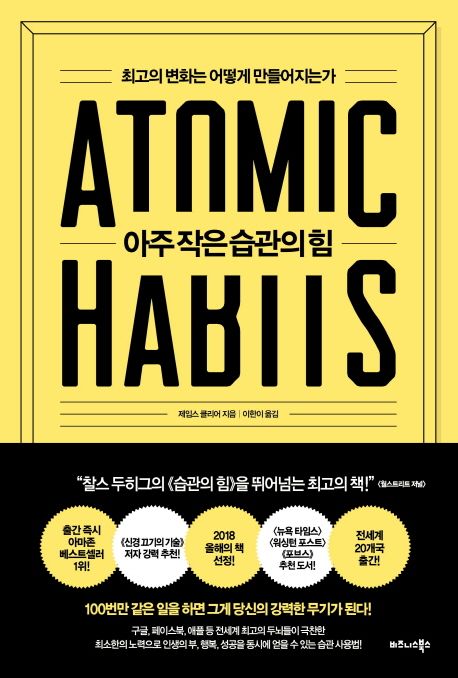 최고의 변화는 어떻게 만들어지는가
ATOMIC
아주 작은 습관의 힘
HABITS
제임스 클리어 지음 | 이한이 옮김
“찰스 두히그의 《습관의 힘》을 뛰어넘는 최고의 책!” 〈월스트리트 저널〉
출간 즉시
아마존
베스트셀러
1위!
《신경 끄기의 기술》
저자 강력 추천!
2018
올해의 책
선정!
〈뉴욕 타임스〉
〈워싱턴 포스트〉
《포브스》
추천 도서!
전세계
20개국
출간!
100번만 같은 일을 하면 그게 당신의 강력한 무기가 된다!
구글, 페이스북, 애플 등 전세계 최고의 두뇌들이 극찬한
최소한의 노력으로 인생의 부, 행복, 성공을 동시에 얻을 수 있는 습관 사용법!
비즈니스북스